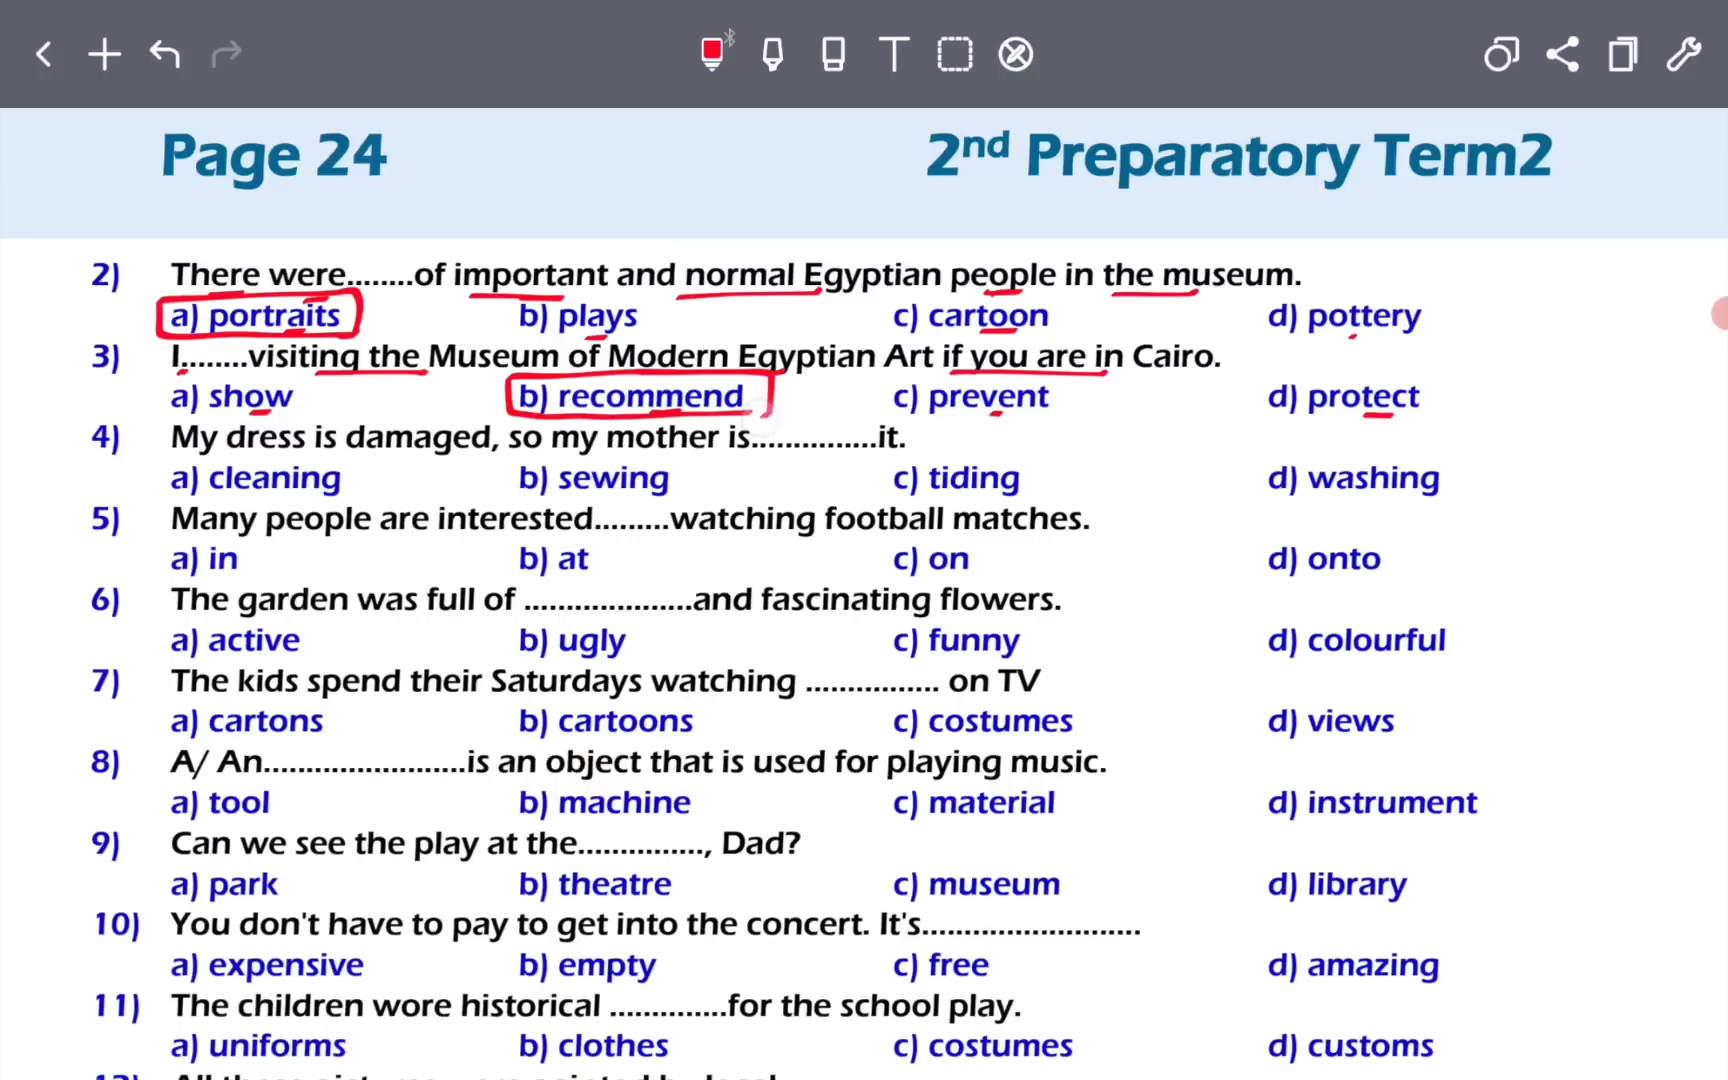 Page 24 2nd Preparatory Term2
2) There were........of important and normal Egyptian people in the museum.
a) portraits b) plays c) cartoon d) pottery
3) I........visiting the Museum of Modern Egyptian Art if you are in Cairo.
a) show b) recommend c) prevent d) protect
4) My dress is damaged, so my mother is...............it.
a) cleaning b) sewing c) tiding d) washing
5) Many people are interested.........watching football matches.
a) in b) at c) on d) onto
6) The garden was full of ....................and fascinating flowers.
a) active b) ugly c) funny d) colourful
7) The kids spend their Saturdays watching ................ on TV
a) cartons b) cartoons c) costumes d) views
8) A/ An........................is an object that is used for playing music.
a) tool b) machine c) material d) instrument
9) Can we see the play at the..............., Dad?
a) park b) theatre c) museum d) library
10) You don't have to pay to get into the concert. It's..........................
a) expensive b) empty c) free d) amazing
11) The children wore historical ..............for the school play.
a) uniforms b) clothes c) costumes d) customs